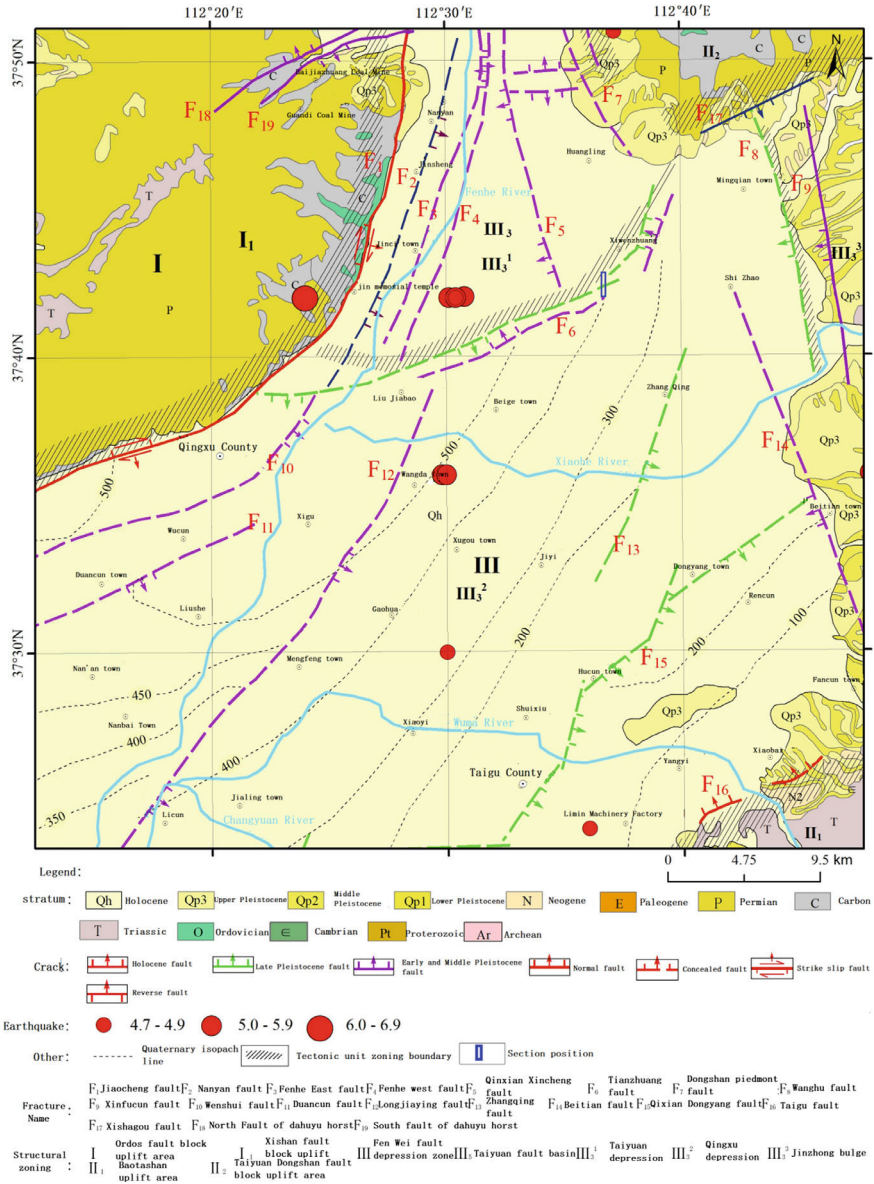 112°20′E 112°30′E 112°40′E
N
37°50′N
37°40′N
37°30′N
C
Baijiazhuang Coal Mine
Qp3
Guandi Coal Mine
F18
F19
Nanyan
F1
F2
Jinsheng
Fenhe River
F3
F4
III3
III3¹
F5
Jinci town
jin memorial temple
I
I1
T
P
C
T
F6
Qp3
F7
Huangling
Qp3
P
II2
C
C
P
F17
F8
Qp3
Mingqian town
F9
Xiwenzhuang
Shi Zhao
III3³
Qp3
Liu Jiabao
Beige town
300
Zhang Qing
Qingxu County
F10
500
500
F12
Wangda town
Xiaohe River
F14
Qp3
Qh
F11
Xigu
Wucun
Xugou town
Beitian town
Qp3
Duancun town
III
III3²
Jiyi
F13
Dongyang town
Liushe
Gaohua
Rencun
200
100
200
Qp3
Nan'an town
Mengfeng town
F15
Hucun town
Fancun town
450
Nanbai Town
400
Xiaoyi
Wuma River
Shuixiu
Qp3
Qp3
Xiaobai
400
Yangyi
350
Taigu County
N2
∈
Jialing town
F16
T
Licun
Changyuan River
Limin Machinery Factory
T
T
II1
0 4.75 9.5 km
Legend:
stratum: Qh Holocene Qp3 Upper Pleistocene Qp2 Middle Pleistocene Qp1 Lower Pleistocene N Neogene E Paleogene P Permian C Carbon
T Triassic O Ordovician ∈ Cambrian Pt Proterozoic Ar Archean
Crack: Holocene fault Late Pleistocene fault Early and Middle Pleistocene fault Normal fault Concealed fault Strike slip fault
Reverse fault
Earthquake: 4.7 - 4.9 5.0 - 5.9 6.0 - 6.9
Other: Quaternary isopach line Tectonic unit zoning boundary Section position
Fracture Name
F1 Jiaocheng fault F2 Nanyan fault F3 Fenhe East fault F4 Fenhe west fault F5 Qinxian Xincheng fault F6 Tianzhuang fault F7 Dongshan piedmont fault F8 Wanghu fault
F9 Xinfucun fault F10 Wenshui fault F11 Duancun fault F12 Longjiaying fault F13 Zhangqing fault F14 Beitian fault F15 Qixian Dongyang fault F16 Taigu fault
F17 Xishagou fault F18 North Fault of dahuyu horst F19 South fault of dahuyu horst
Structural zoning
I Ordos fault block uplift area I1 Xishan fault block uplift III Fen Wei fault depression zone III5 Taiyuan fault basin III3¹ Taiyuan depression III3² Qingxu depression III3³ Jinzhong bulge
II1 Baotashan uplift area II2 Taiyuan Dongshan fault block uplift area